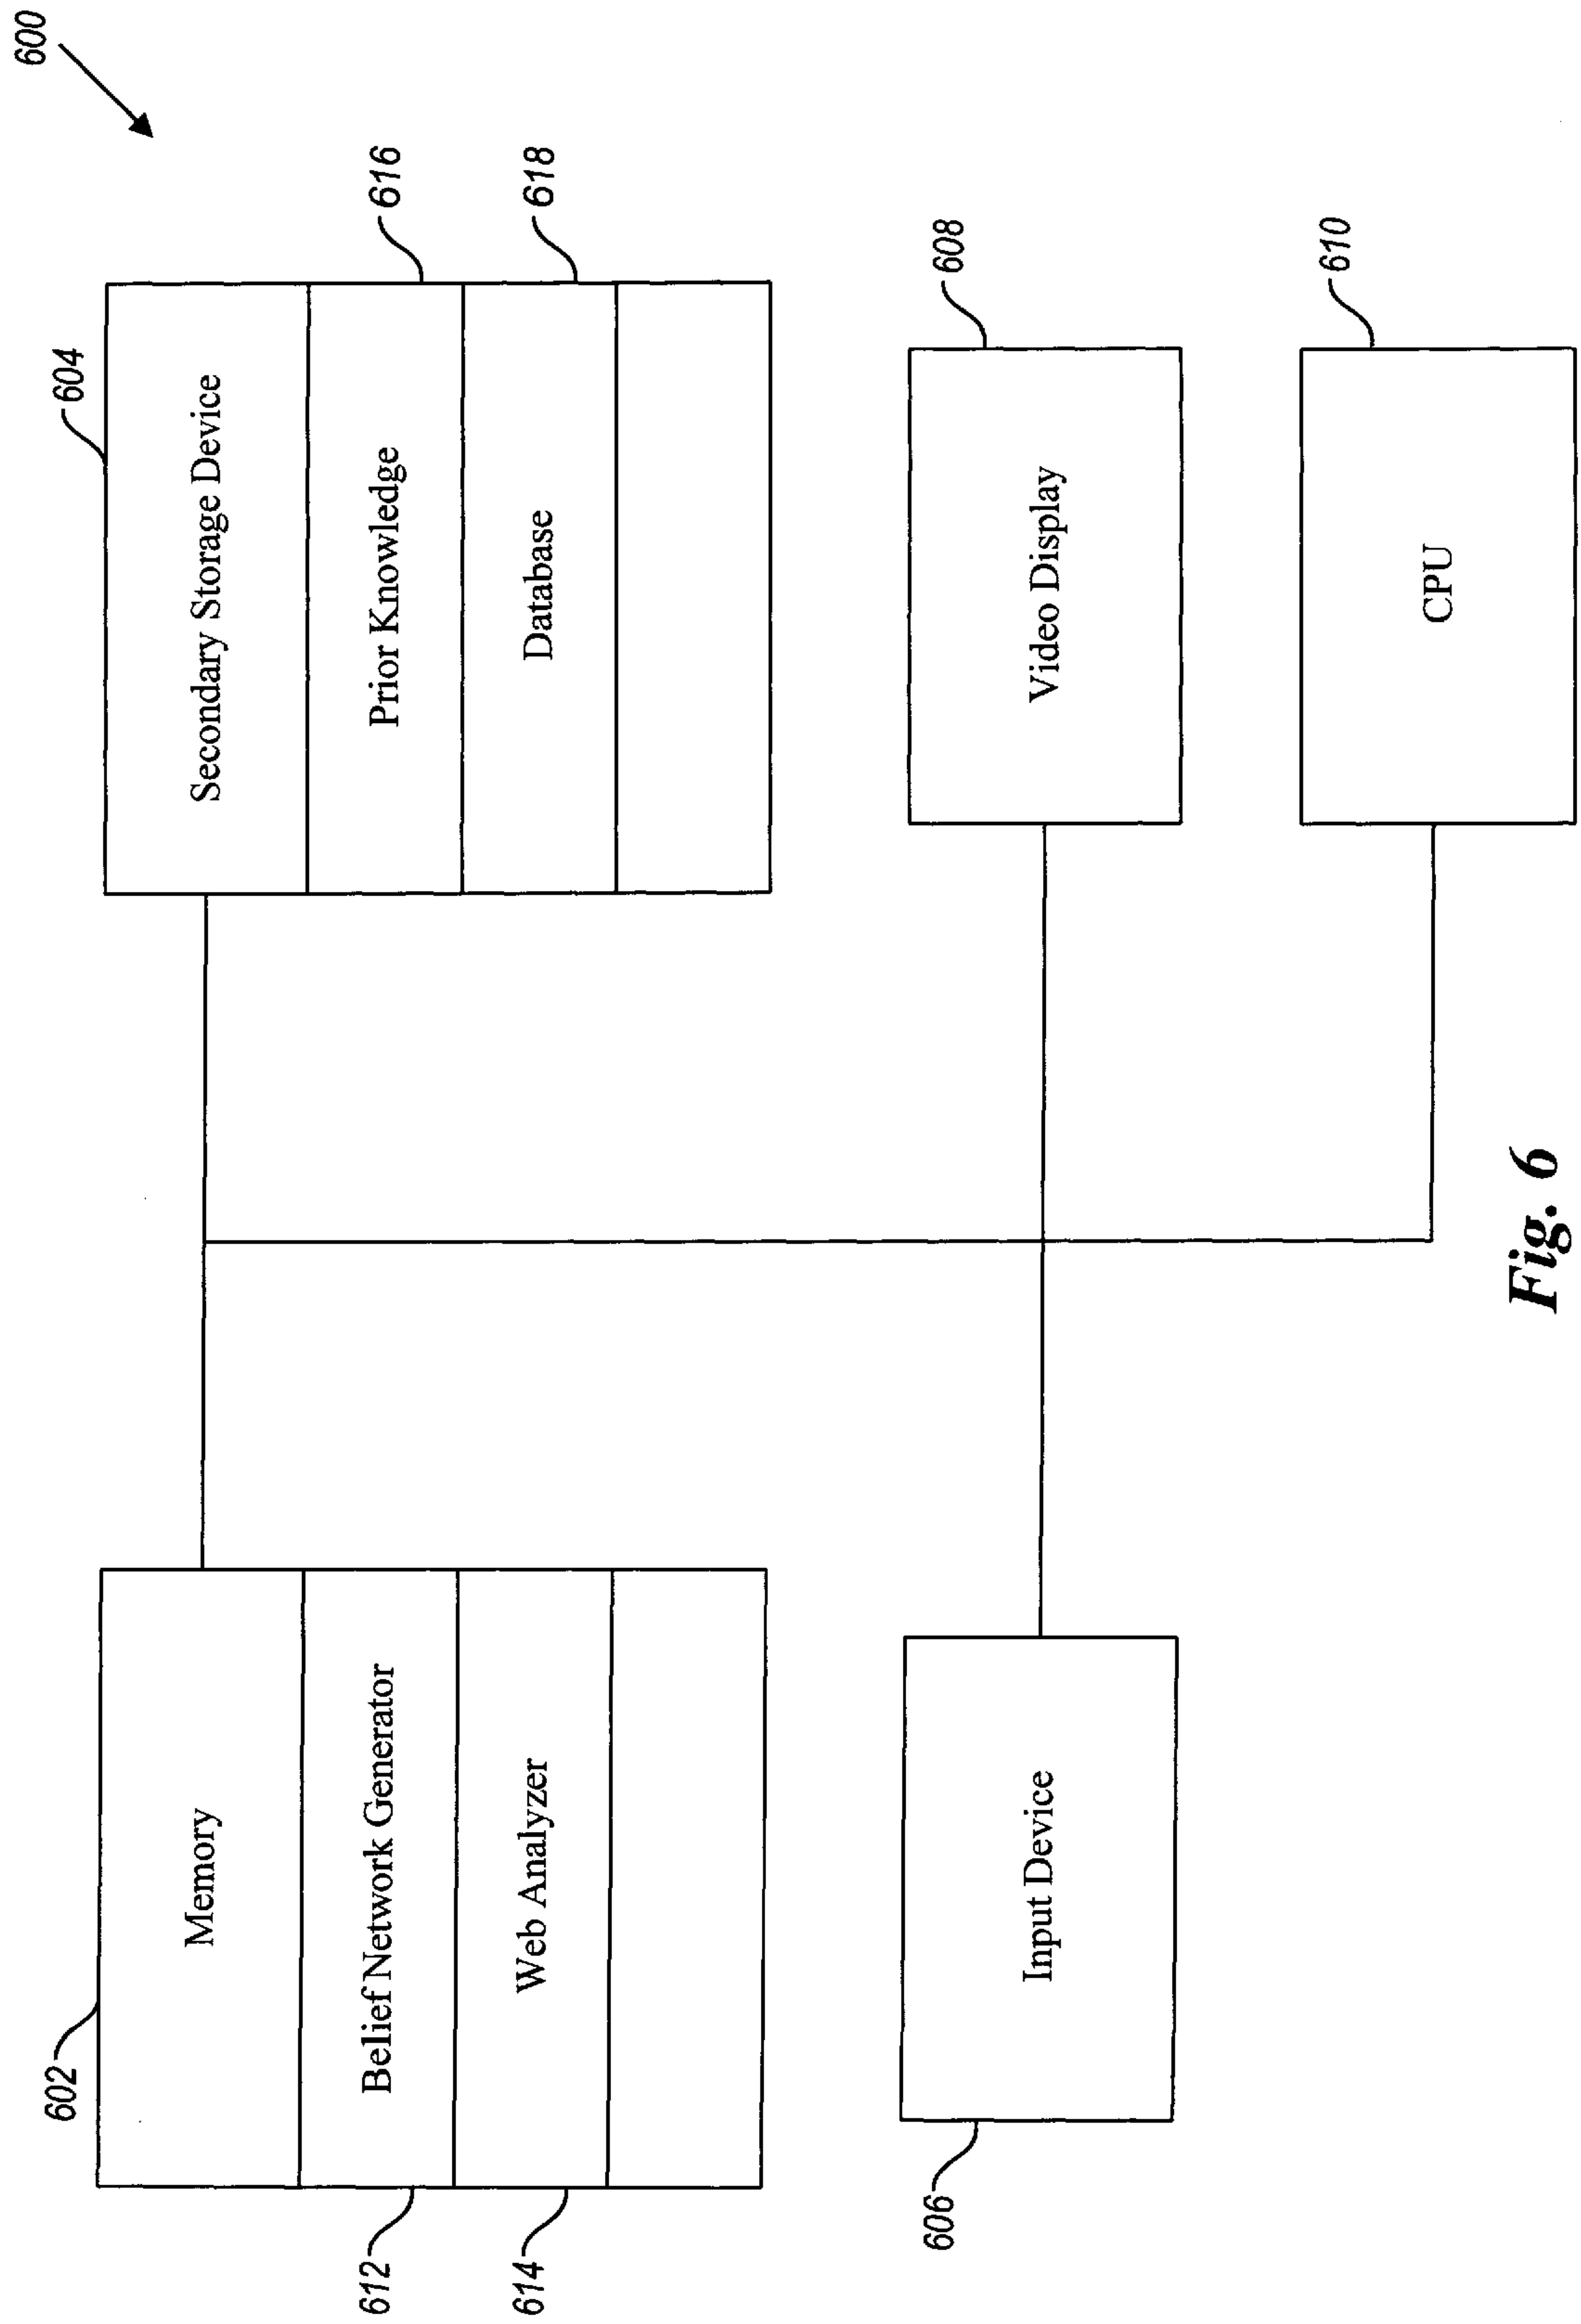 600
602
Memory
612
Belief Network Generator
614
Web Analyzer
604
Secondary Storage Device
616
Prior Knowledge
618
Database
606
Input Device
608
Video Display
610
CPU
Fig. 6